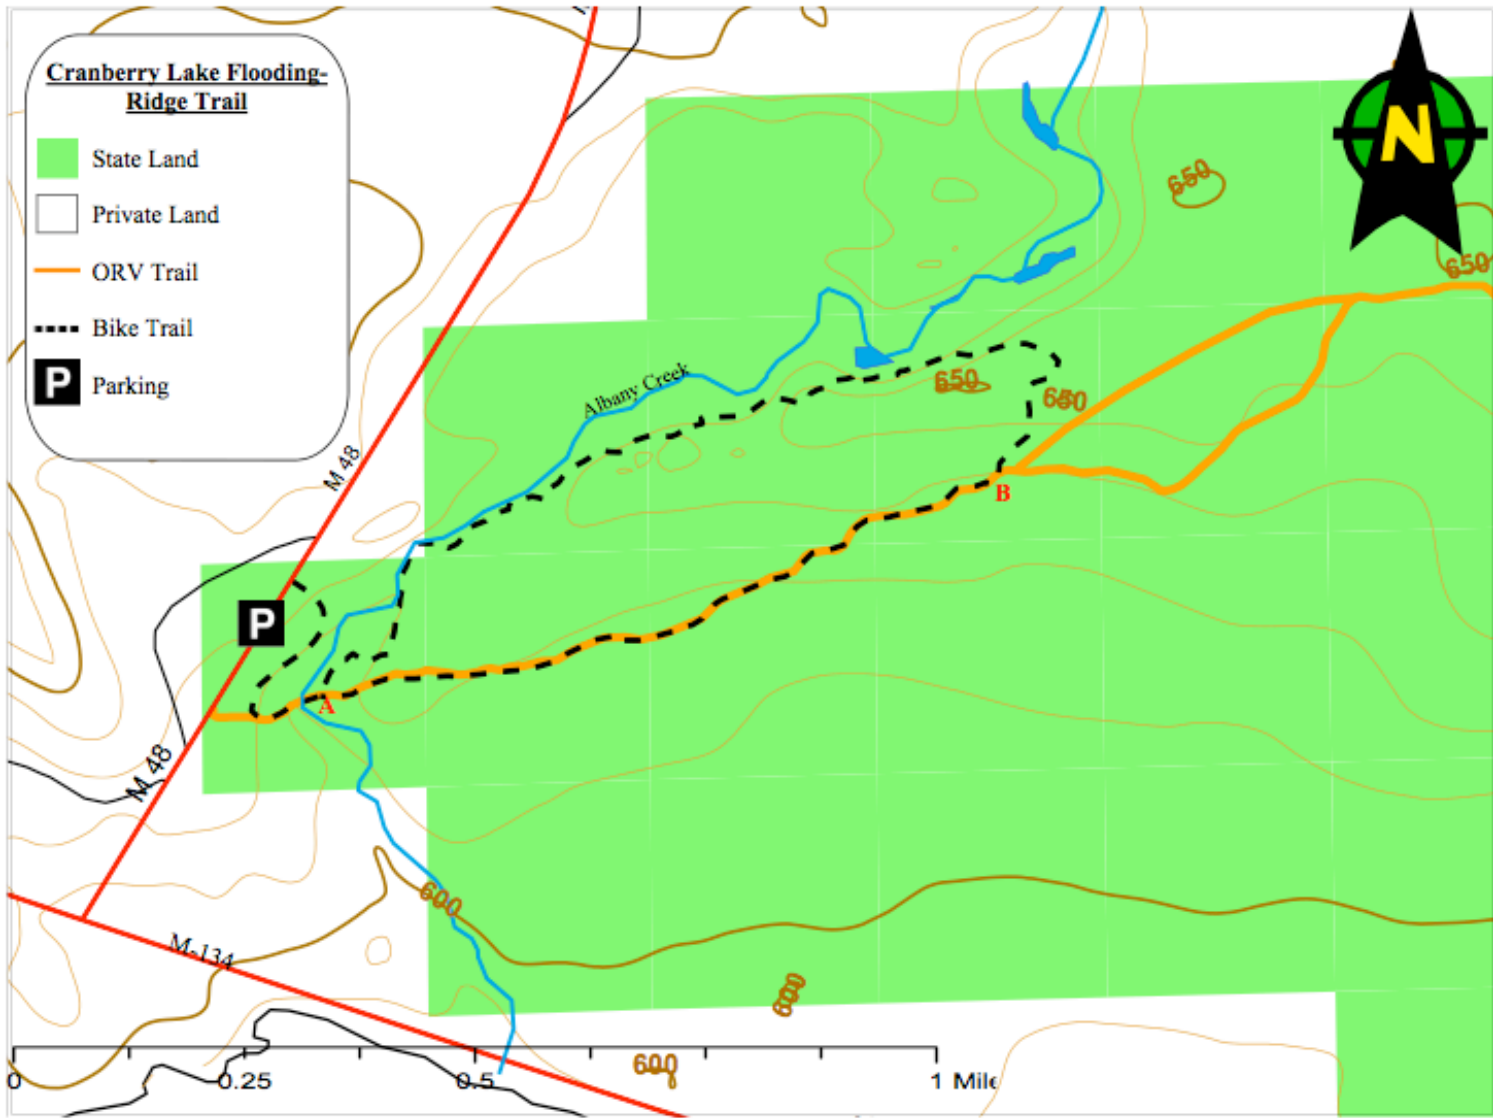 Cranberry Lake Flooding-
Ridge Trail
State Land
Private Land
ORV Trail
Bike Trail
P
Parking
N
650
650
Albany Creek
650
M 48
B
P
A
M 48
600
M-134
600
600
0
0.25
0.5
1 Mile